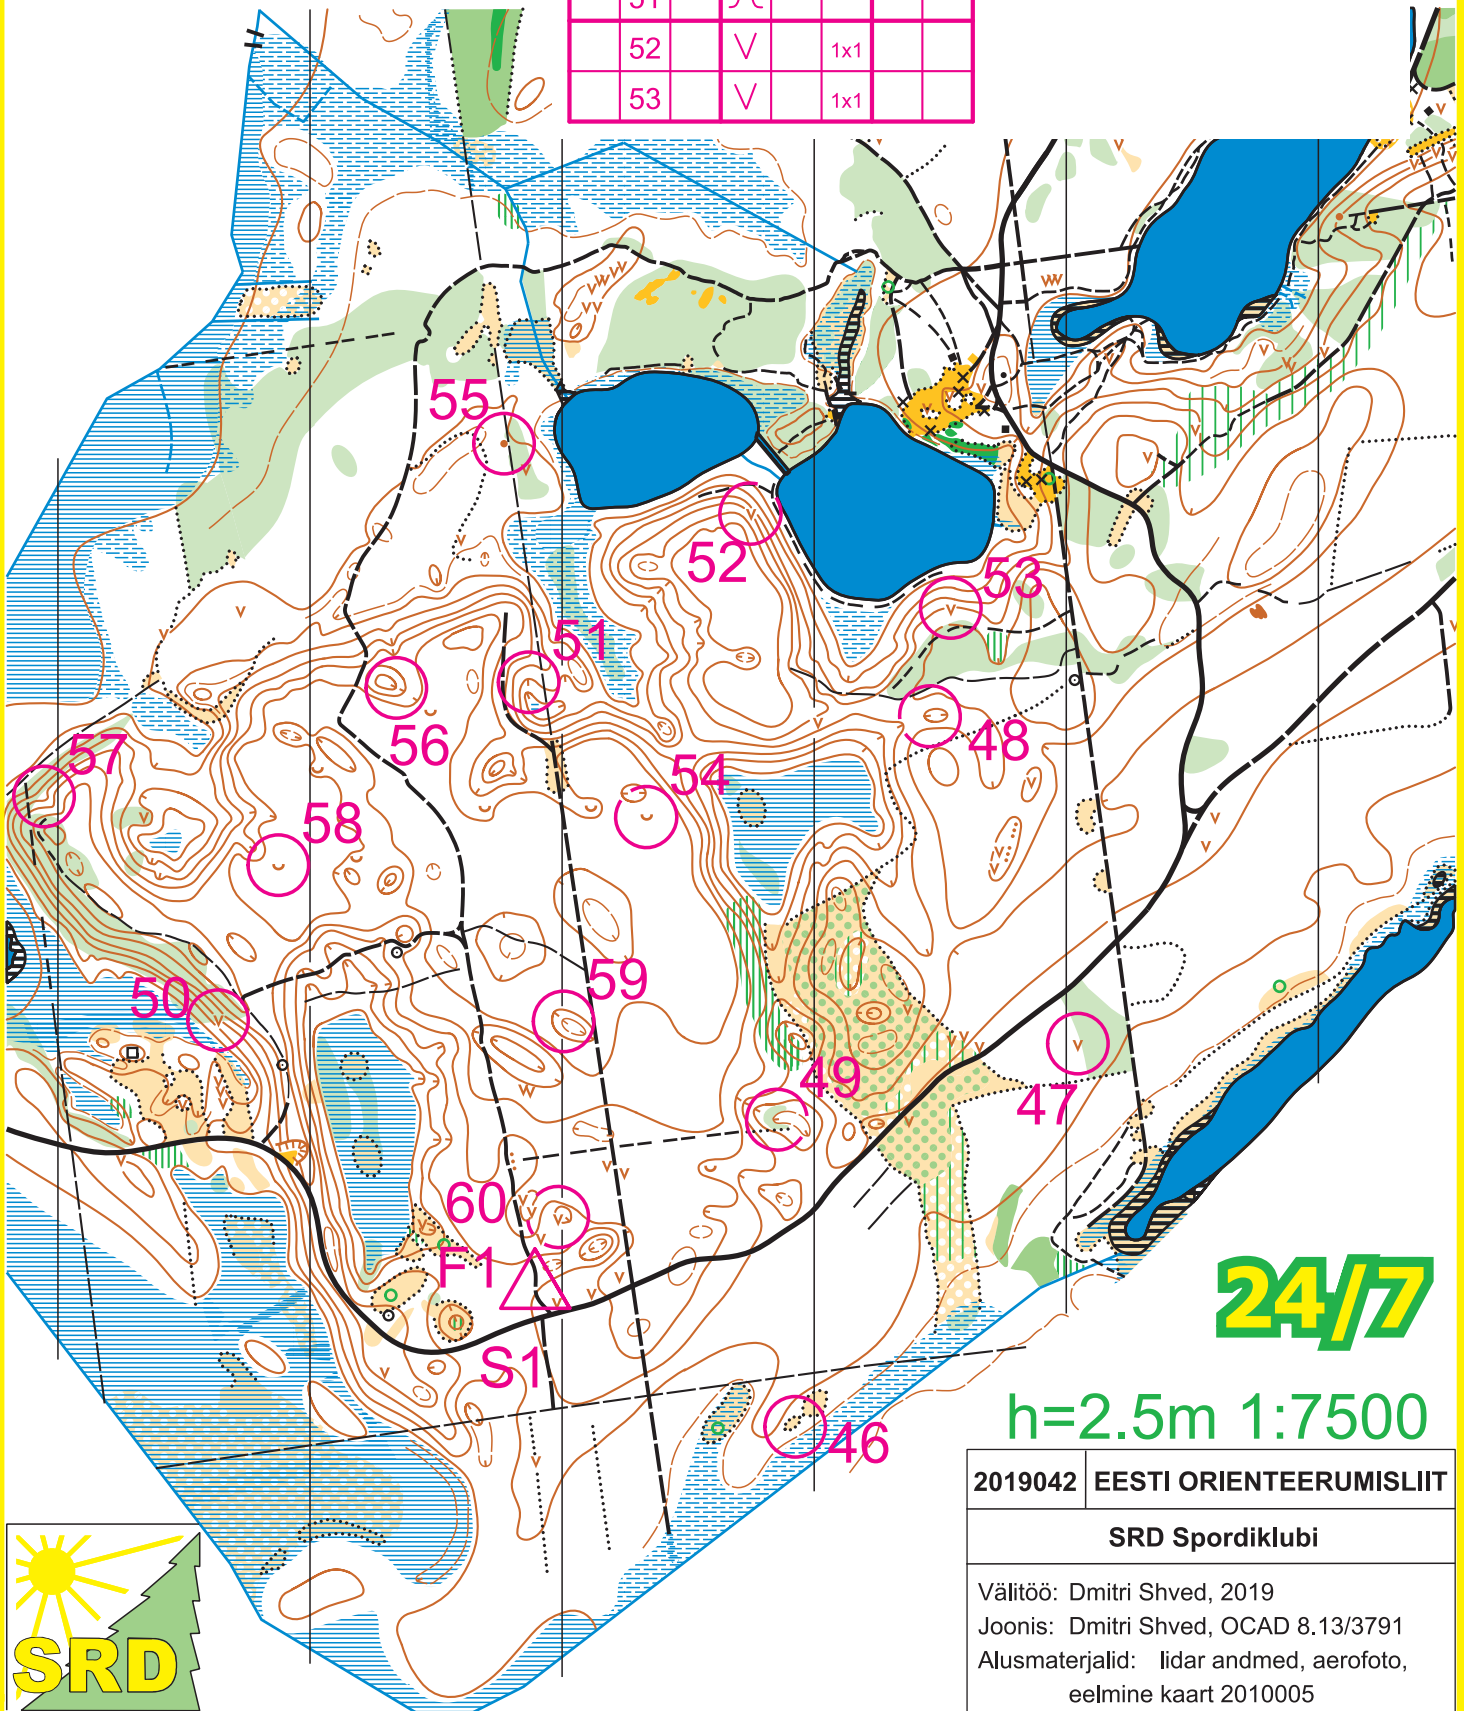 51
52 V 1x1
53 V 1x1
55
52
53
51
56
48
57
54
58
50
59
49
47
60
F1
S1
46
24/7
h=2.5m 1:7500
2019042 EESTI ORIENTEERUMISLIIT
SRD Spordiklubi
Välitöö: Dmitri Shved, 2019
Joonis: Dmitri Shved, OCAD 8.13/3791
Alusmaterjalid: lidar andmed, aerofoto,
eelmine kaart 2010005
SRD